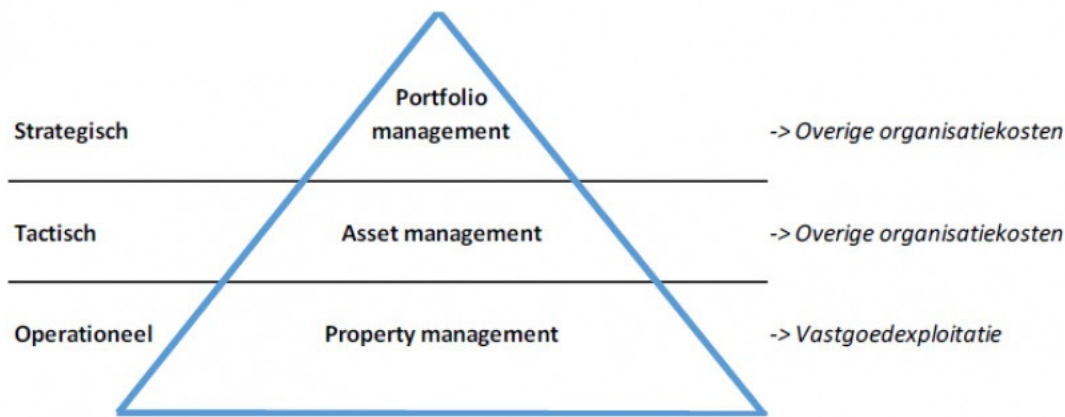 Portfolio
Strategisch management -> Overige organisatiekosten
Tactisch Asset management -> Overige organisatiekosten
Operationeel Property management -> Vastgoedexploitatie